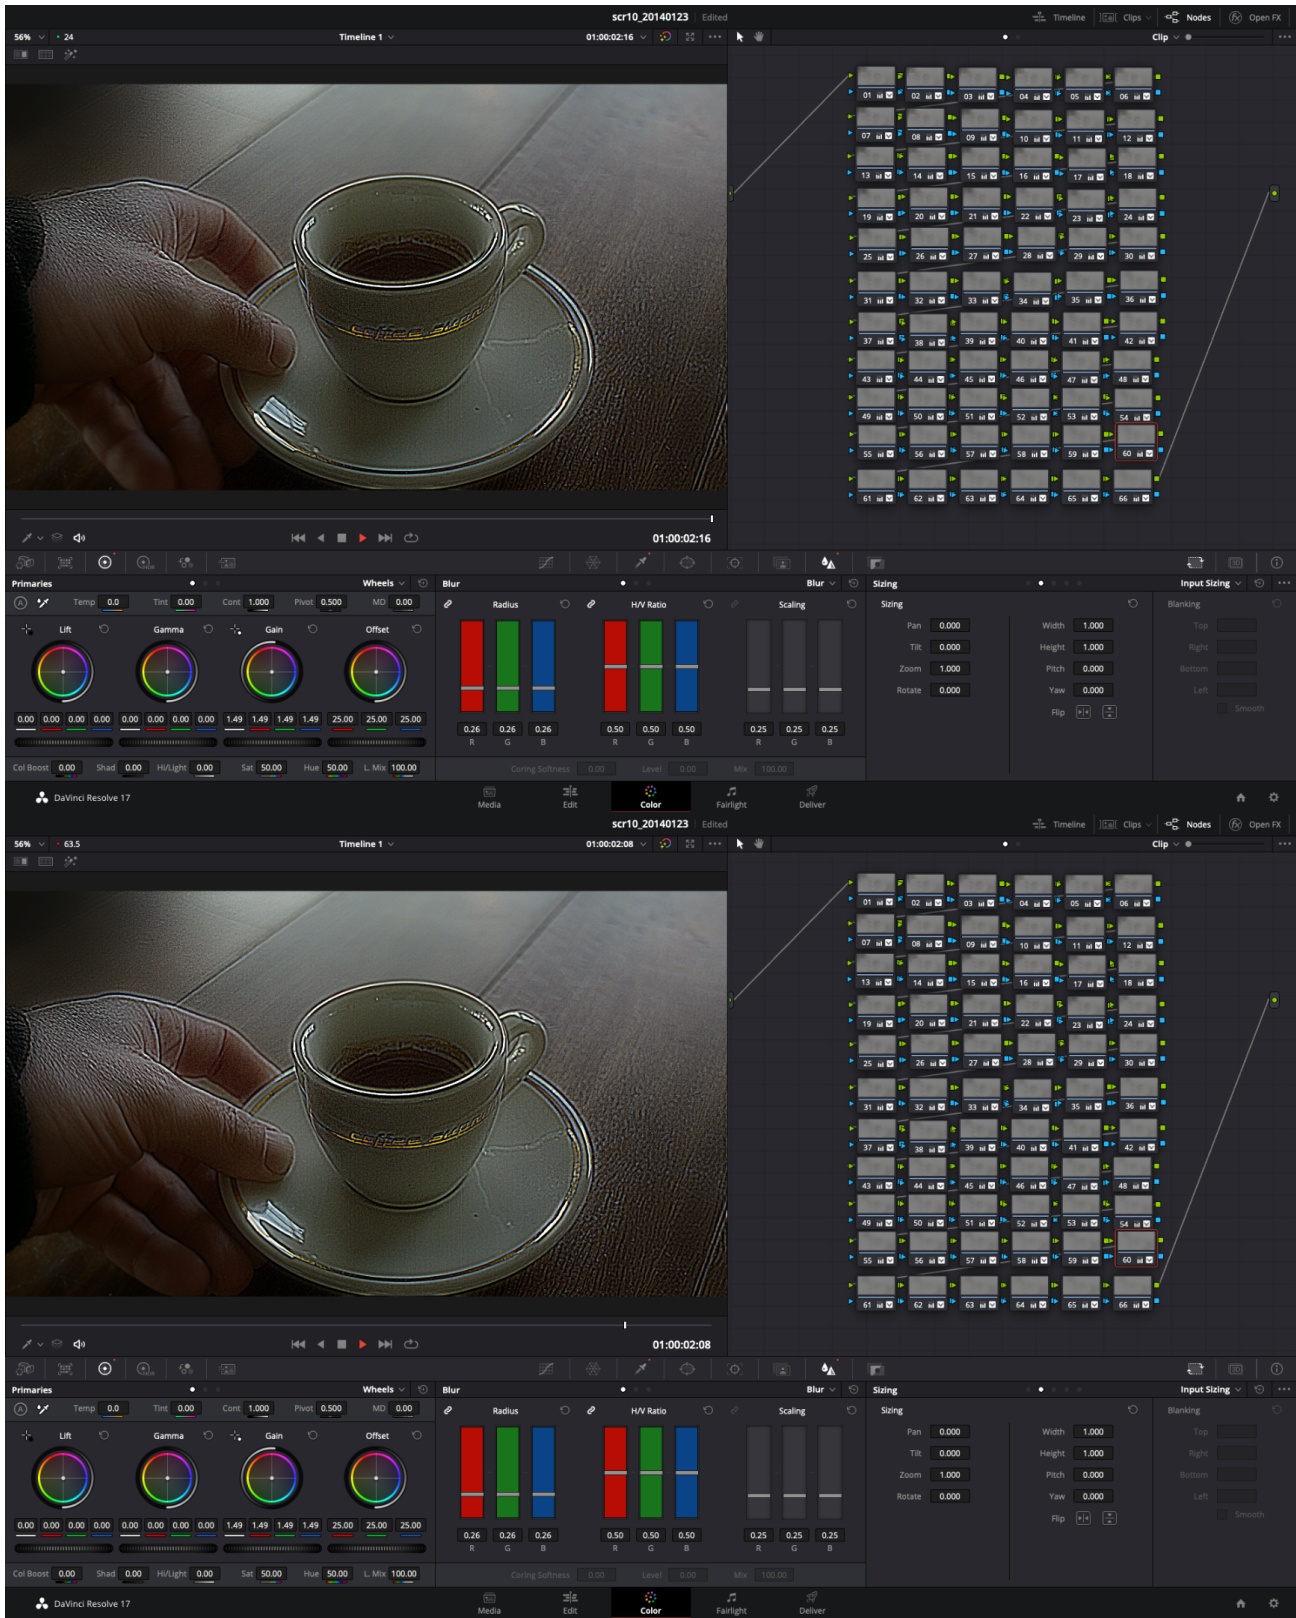 scr10_20140123 Edited
Timeline Clips Nodes Open FX
56% 24 Timeline 1 01:00:02:16 Clip
01 02 03 04 05 06
07 08 09 10 11 12
13 14 15 16 17 18
19 20 21 22 23 24
25 26 27 28 29 30
31 32 33 34 35 36
37 38 39 40 41 42
43 44 45 46 47 48
49 50 51 52 53 54
55 56 57 58 59 60
61 62 63 64 65 66
coffee
01:00:02:16
HDR 3D
Primaries Wheels Blur Blur Sizing Input Sizing
A Temp 0.0 Tint 0.00 Cont 1.000 Pivot 0.500 MD 0.00 Radius H/V Ratio Scaling Sizing Blanking
Lift Gamma Gain Offset Pan 0.000 Width 1.000 Top
Tilt 0.000 Height 1.000 Right
Zoom 1.000 Pitch 0.000 Bottom
Rotate 0.000 Yaw 0.000 Left
Flip Smooth
0.00 0.00 0.00 0.00 0.00 0.00 0.00 0.00 1.49 1.49 1.49 1.49 25.00 25.00 25.00 0.26 0.26 0.26 0.50 0.50 0.50 0.25 0.25 0.25
R G B R G B R G B
Col Boost 0.00 Shad 0.00 Hi/Light 0.00 Sat 50.00 Hue 50.00 L. Mix 100.00 Coring Softness 0.00 Level 0.00 Mix 100.00
DaVinci Resolve 17 Media Edit Color Fairlight Deliver
scr10_20140123 Edited
Timeline Clips Nodes Open FX
56% 63.5 Timeline 1 01:00:02:08 Clip
01 02 03 04 05 06
07 08 09 10 11 12
13 14 15 16 17 18
19 20 21 22 23 24
25 26 27 28 29 30
31 32 33 34 35 36
37 38 39 40 41 42
43 44 45 46 47 48
49 50 51 52 53 54
55 56 57 58 59 60
61 62 63 64 65 66
coffee
01:00:02:08
HDR 3D
Primaries Wheels Blur Blur Sizing Input Sizing
A Temp 0.0 Tint 0.00 Cont 1.000 Pivot 0.500 MD 0.00 Radius H/V Ratio Scaling Sizing Blanking
Lift Gamma Gain Offset Pan 0.000 Width 1.000 Top
Tilt 0.000 Height 1.000 Right
Zoom 1.000 Pitch 0.000 Bottom
Rotate 0.000 Yaw 0.000 Left
Flip Smooth
0.00 0.00 0.00 0.00 0.00 0.00 0.00 0.00 1.49 1.49 1.49 1.49 25.00 25.00 25.00 0.26 0.26 0.26 0.50 0.50 0.50 0.25 0.25 0.25
R G B R G B R G B
Col Boost 0.00 Shad 0.00 Hi/Light 0.00 Sat 50.00 Hue 50.00 L. Mix 100.00 Coring Softness 0.00 Level 0.00 Mix 100.00
DaVinci Resolve 17 Media Edit Color Fairlight Deliver